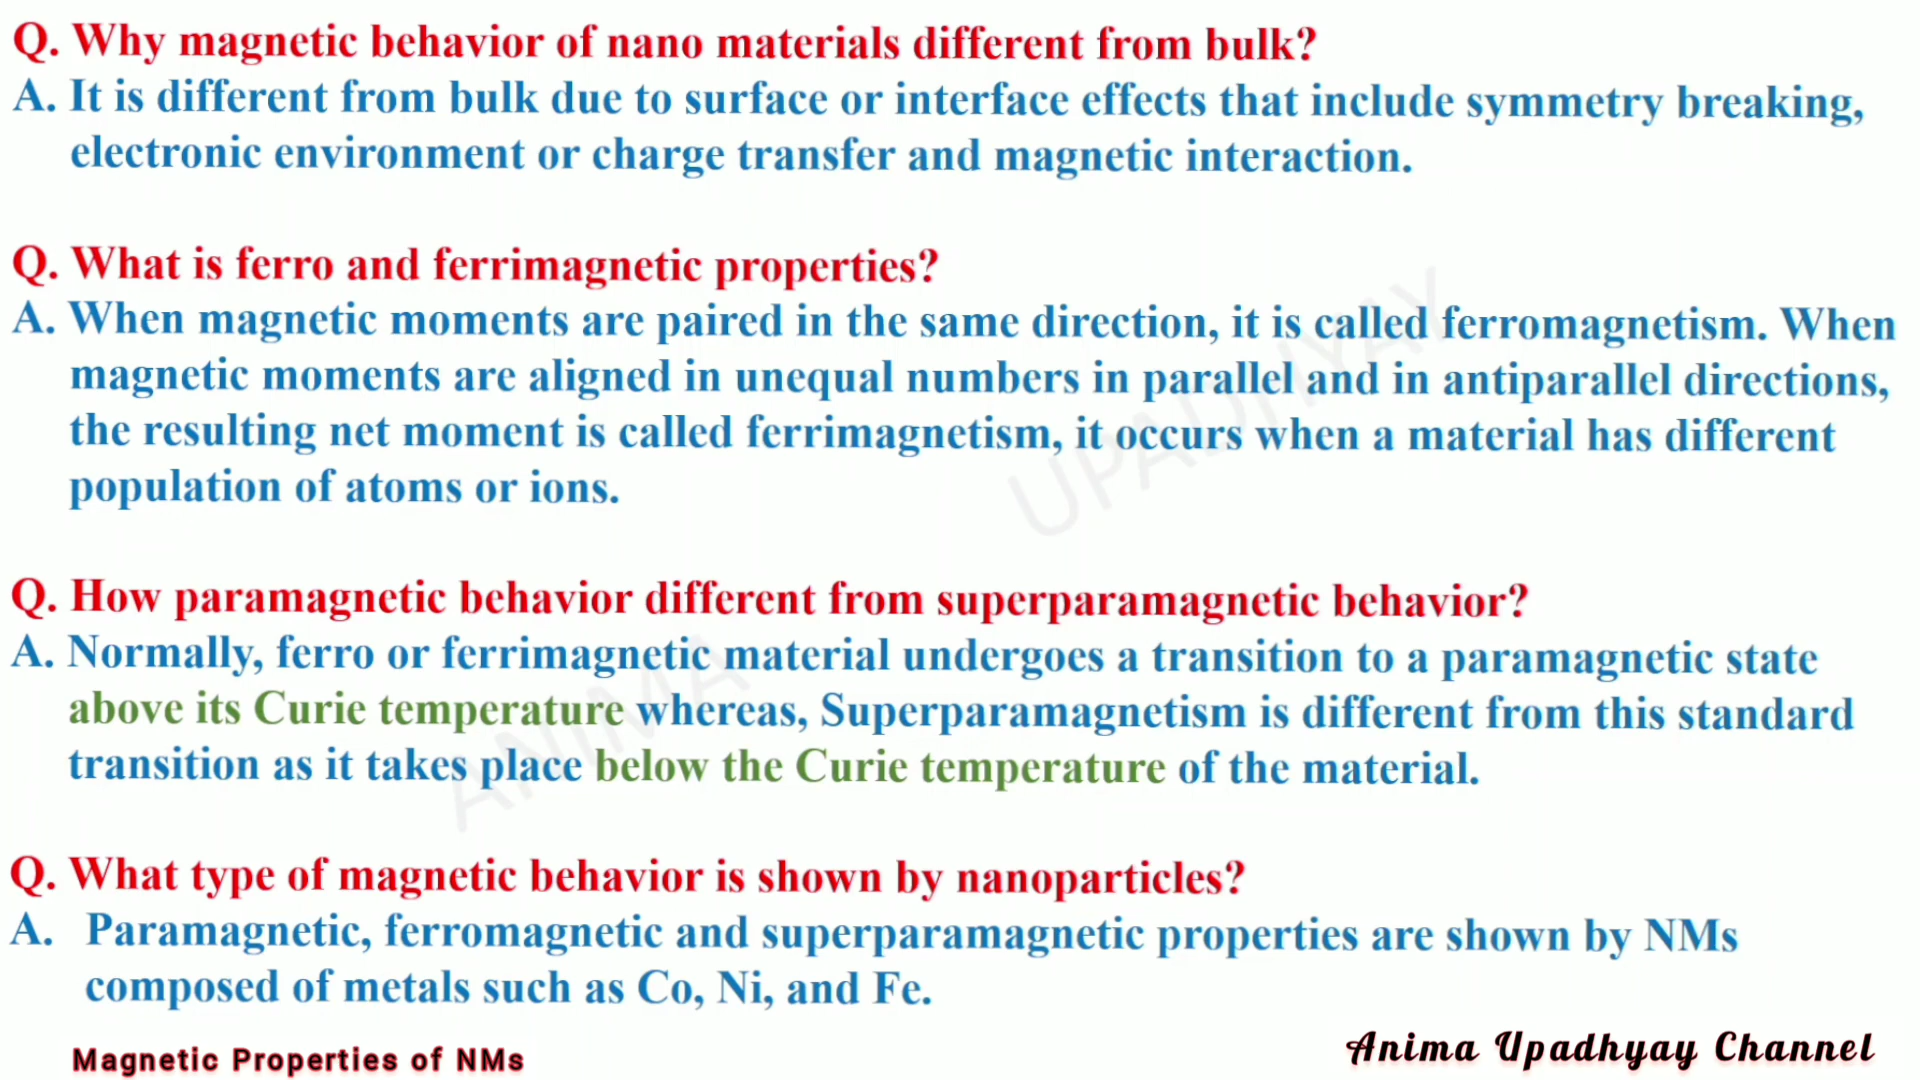 Q. Why magnetic behavior of nano materials different from bulk?
A. It is different from bulk due to surface or interface effects that include symmetry breaking,
electronic environment or charge transfer and magnetic interaction.
Q. What is ferro and ferrimagnetic properties?
A. When magnetic moments are paired in the same direction, it is called ferromagnetism. When
magnetic moments are aligned in unequal numbers in parallel and in antiparallel directions,
the resulting net moment is called ferrimagnetism, it occurs when a material has different
population of atoms or ions.
Q. How paramagnetic behavior different from superparamagnetic behavior?
A. Normally, ferro or ferrimagnetic material undergoes a transition to a paramagnetic state
above its Curie temperature whereas, Superparamagnetism is different from this standard
transition as it takes place below the Curie temperature of the material.
Q. What type of magnetic behavior is shown by nanoparticles?
A. Paramagnetic, ferromagnetic and superparamagnetic properties are shown by NMs
composed of metals such as Co, Ni, and Fe.
Magnetic Properties of NMs
Anima Upadhyay Channel
ANIMA UPADHYAY